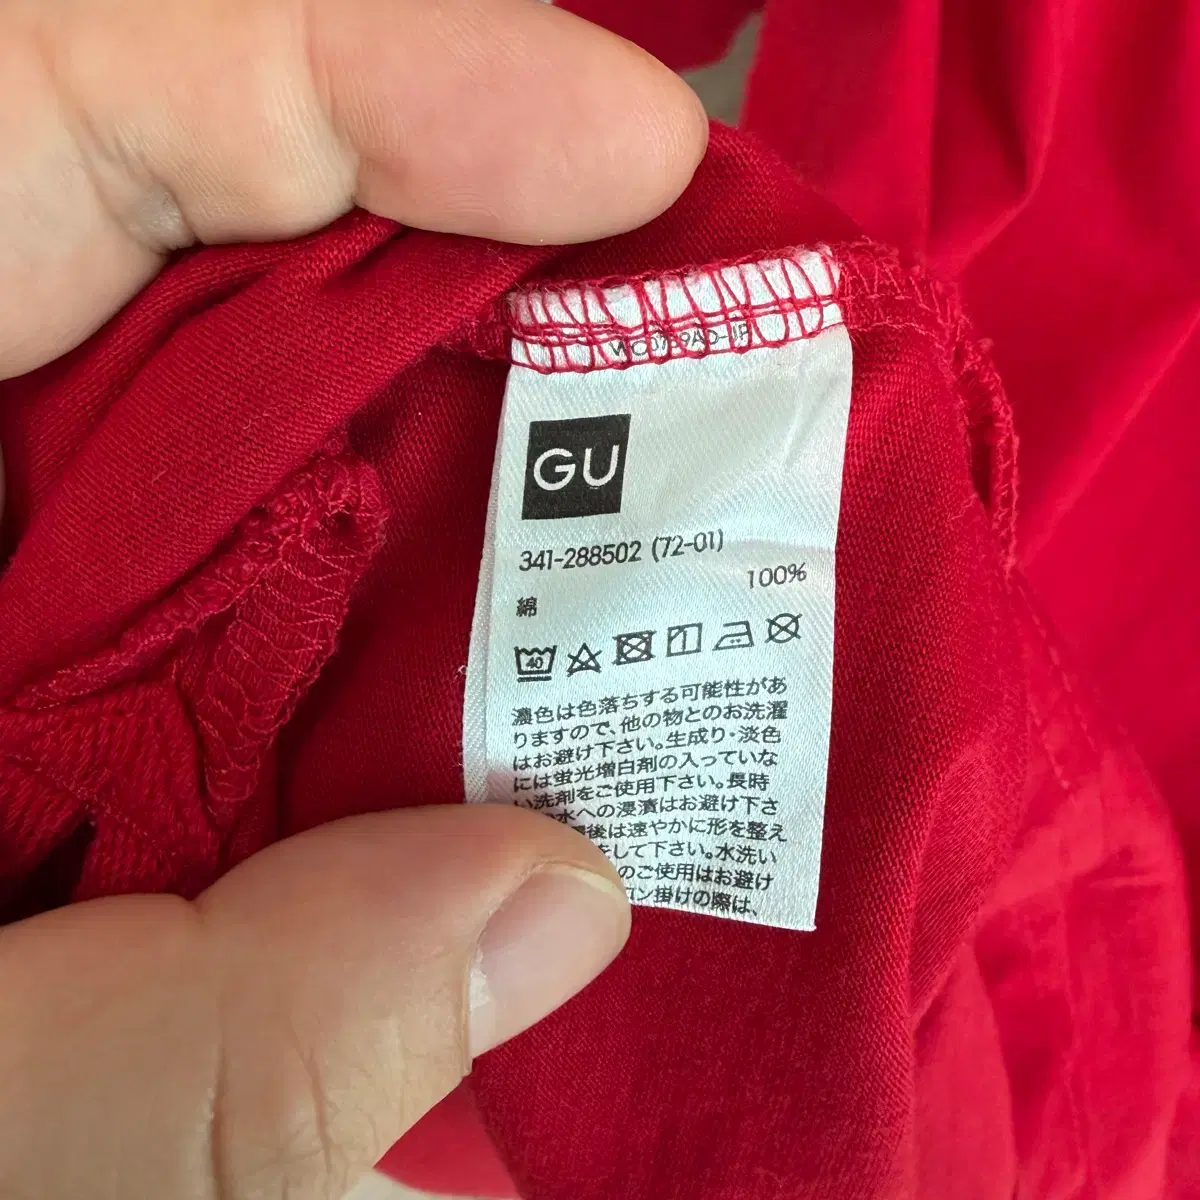 GU
341-288502 (72-01)
綿 100%
40
濃色は色落ちする可能性があ
りますので、他の物とのお洗濯
はお避け下さい。生成り・淡色
には蛍光増白剤の入っていな
い洗剤をご使用下さい。長時
水への浸漬はお避け下さ
後は速やかに形を整え
をして下さい。水洗い
のご使用はお避け
ン掛けの際は、